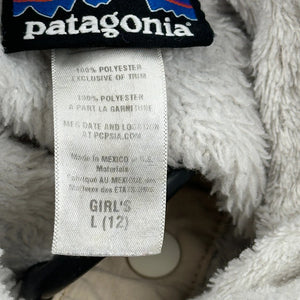 patagonia
100% POLYESTER
EXCLUSIVE OF TRIM
100% POLYESTER
A PART LA GARNITURE
MFG DATE AND LOCATION
AT PCPSIA.COM
Made in MEXICO of U.S.
Materials
Fabriqué AU MEXIQUE des
Matières des ETATS-UNIS
GIRL'S
L (12)